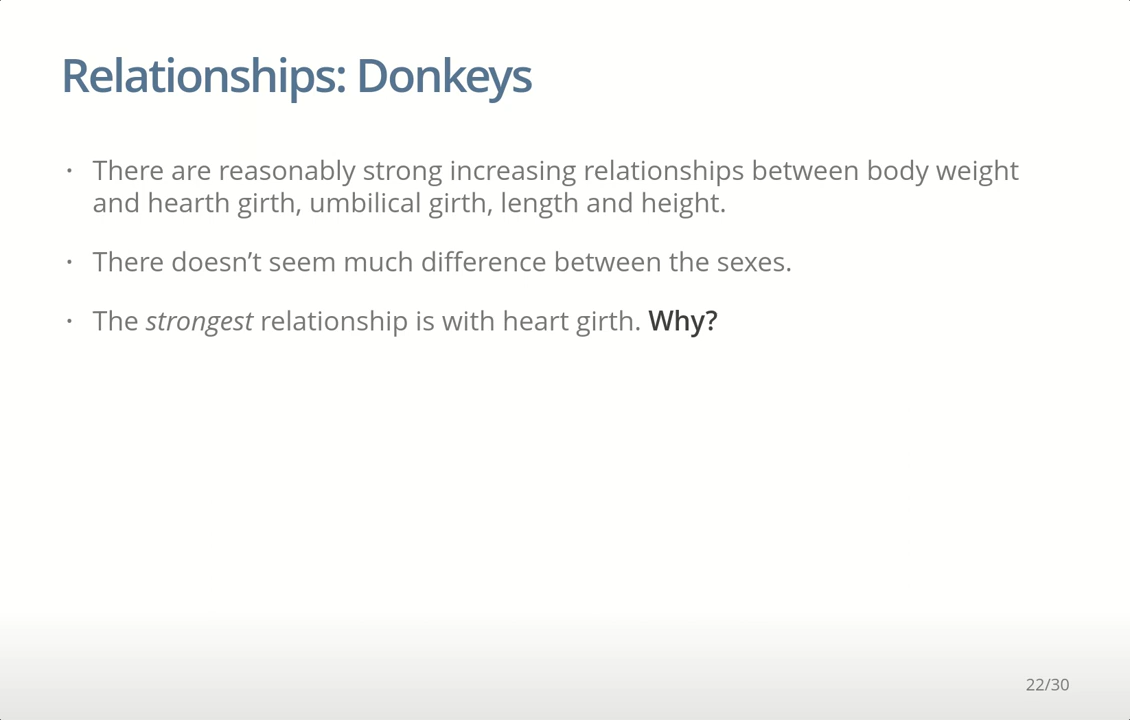 Relationships: Donkeys
· There are reasonably strong increasing relationships between body weight
and hearth girth, umbilical girth, length and height.
· There doesn’t seem much difference between the sexes.
· The strongest relationship is with heart girth. Why?
22/30